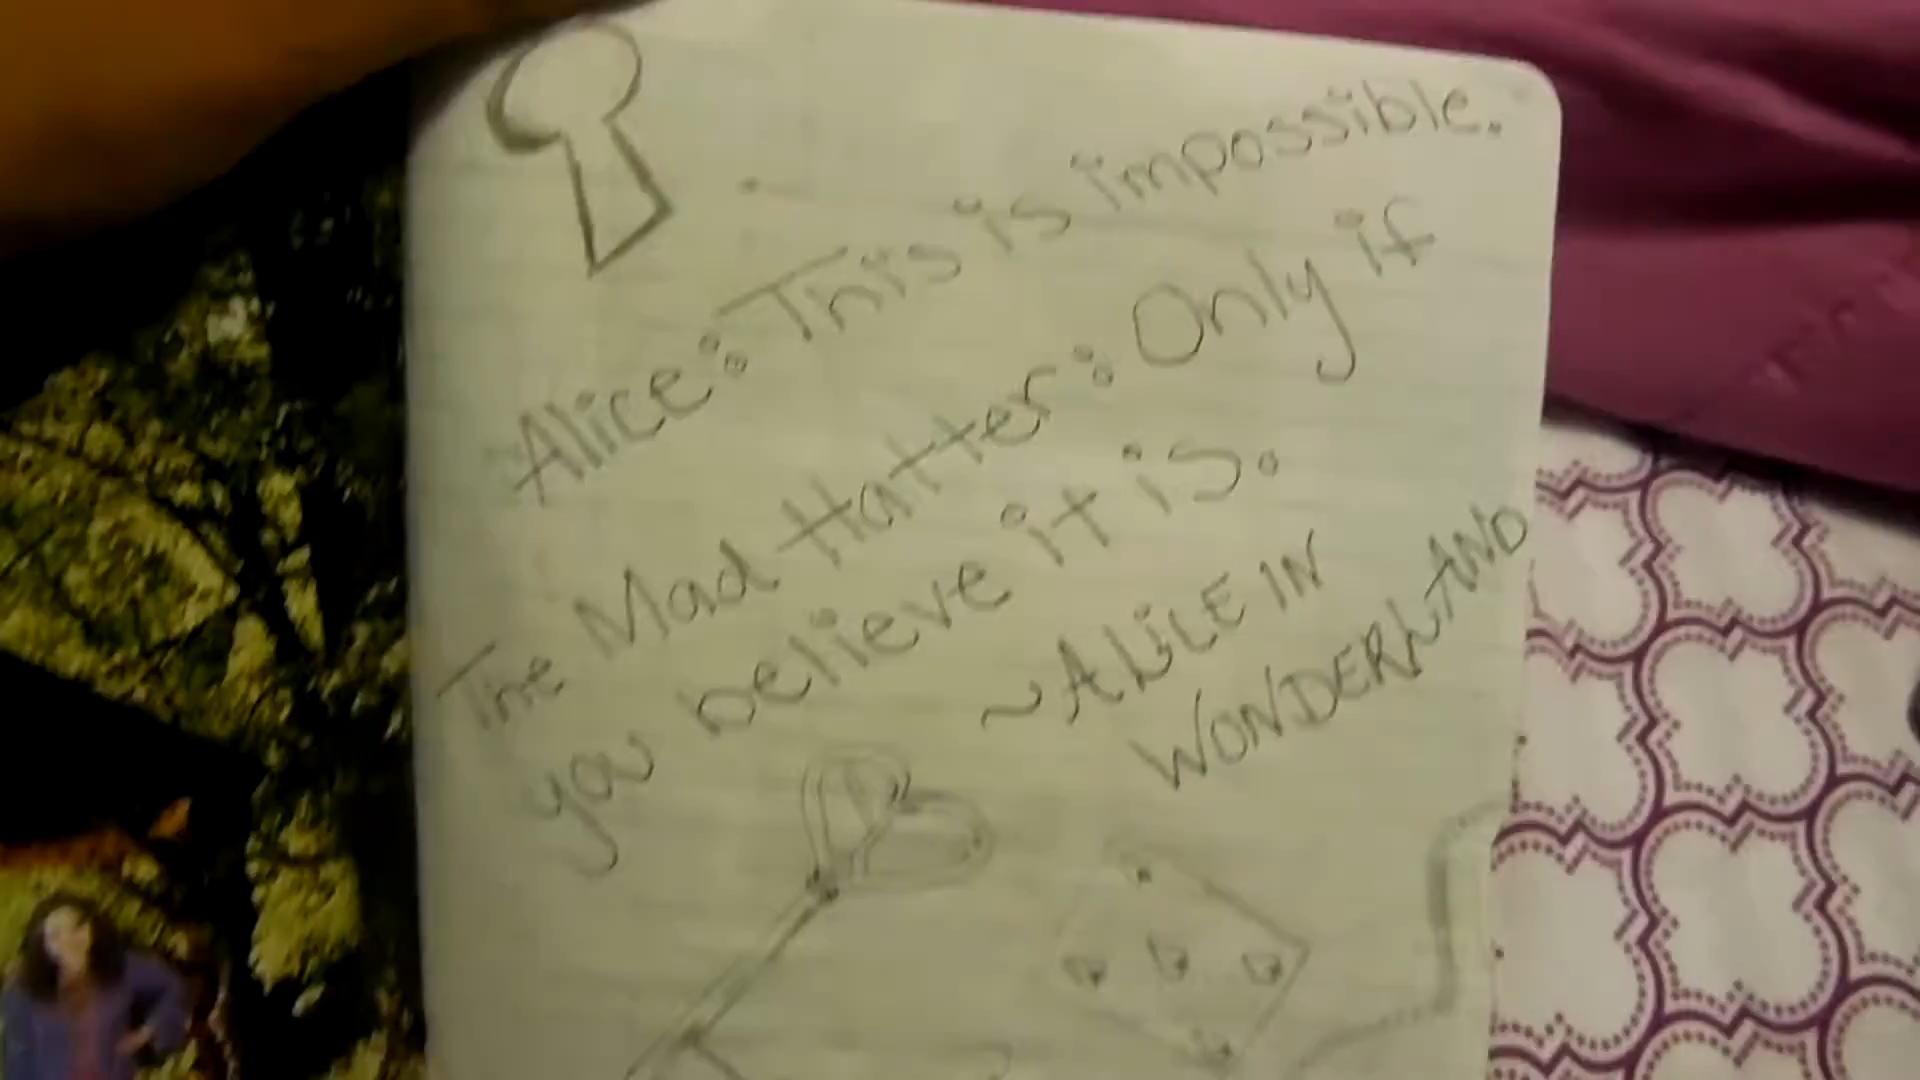 Alice: This is impossible.
The Mad Hatter: Only if
you believe it is.
~ALiCE IN
WONDERLAND